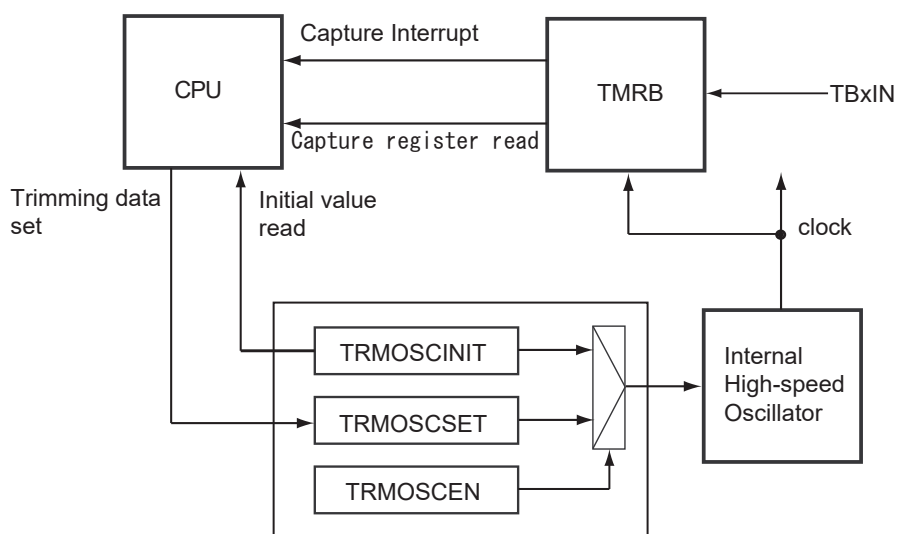 Capture Interrupt
CPU
TMRB
TBxIN
Capture register read
Trimming data
set
Initial value
read
clock
TRMOSCINIT
Internal
High-speed
Oscillator
TRMOSCSET
TRMOSCEN